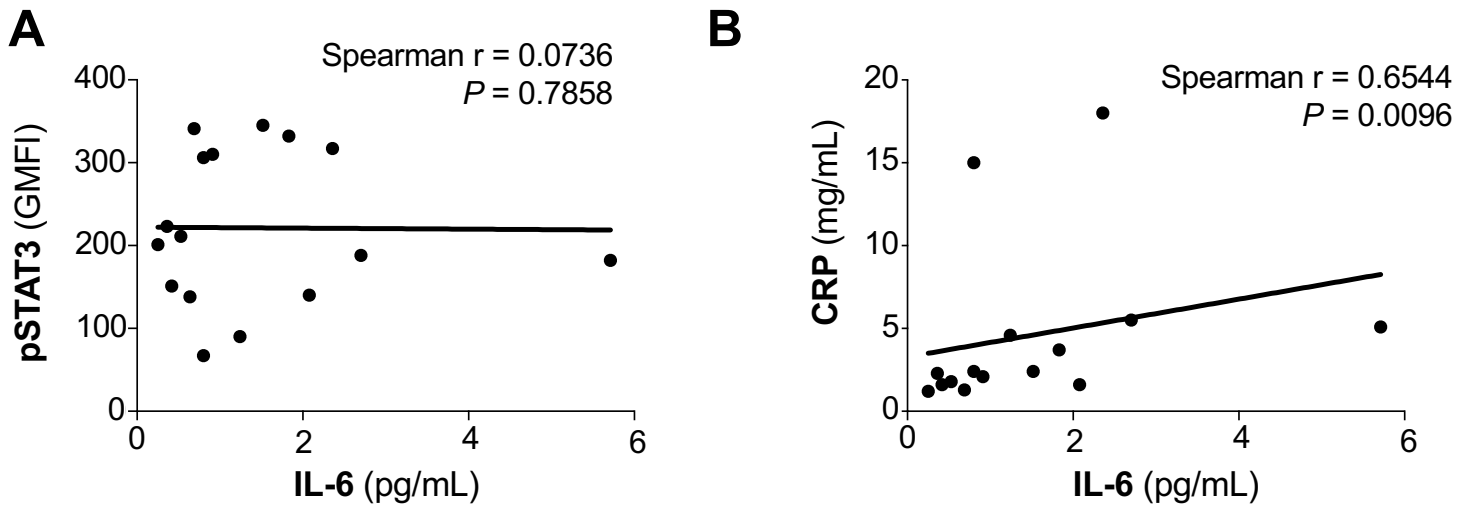 A
Spearman r = 0.0736
P = 0.7858
400
300
200
100
0
pSTAT3 (GMFI)
0 2 4 6
IL-6 (pg/mL)
B
Spearman r = 0.6544
P = 0.0096
20
15
10
5
0
CRP (mg/mL)
0 2 4 6
IL-6 (pg/mL)